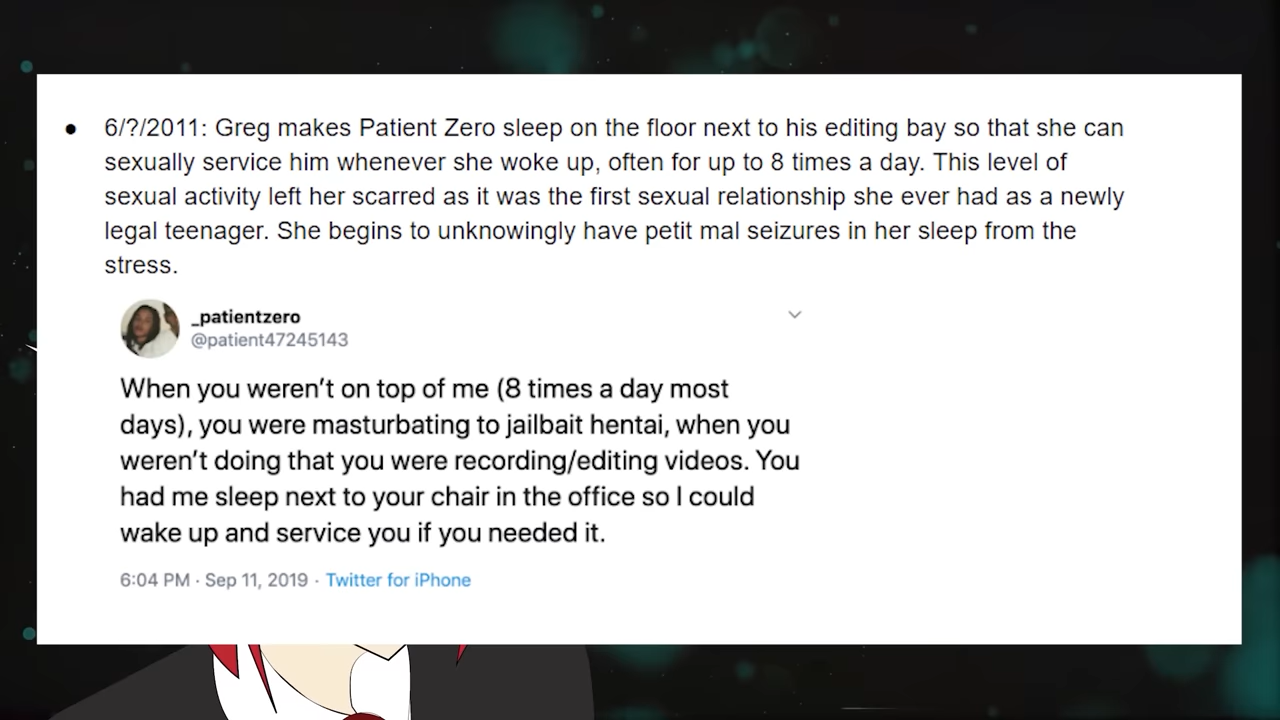 ● 6/?/2011: Greg makes Patient Zero sleep on the floor next to his editing bay so that she can
sexually service him whenever she woke up, often for up to 8 times a day. This level of
sexual activity left her scarred as it was the first sexual relationship she ever had as a newly
legal teenager. She begins to unknowingly have petit mal seizures in her sleep from the
stress.
_patientzero
@patient47245143
When you weren’t on top of me (8 times a day most
days), you were masturbating to jailbait hentai, when you
weren’t doing that you were recording/editing videos. You
had me sleep next to your chair in the office so I could
wake up and service you if you needed it.
6:04 PM · Sep 11, 2019 · Twitter for iPhone